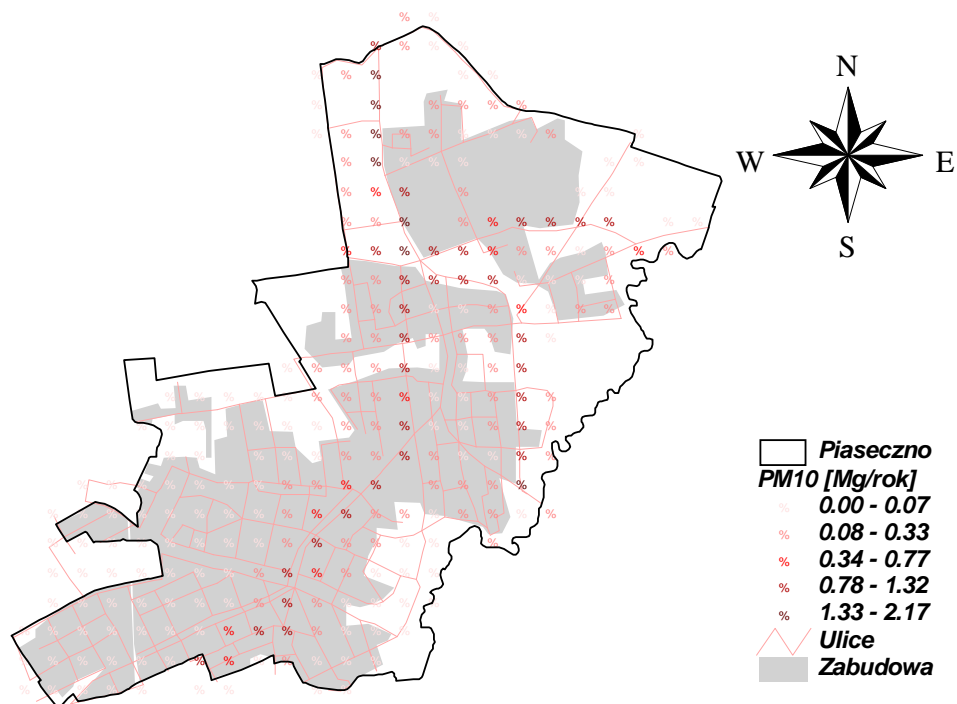 N
W E
S
Piaseczno
PM10 [Mg/rok]
% 0.00 - 0.07
% 0.08 - 0.33
% 0.34 - 0.77
% 0.78 - 1.32
% 1.33 - 2.17
Ulice
Zabudowa